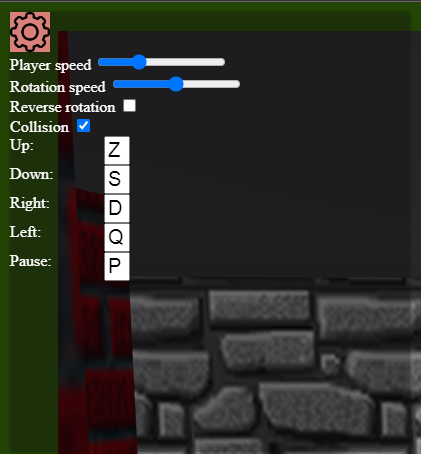 Player speed
Rotation speed
Reverse rotation
Collision
Up: Z
Down: S
Right: D
Left: Q
Pause: P